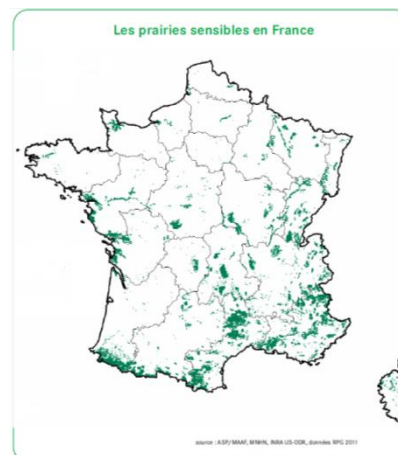 Les prairies sensibles en France
source : ASP/ MAAF, MNHN, INRA US-ODR, données RPG 2011